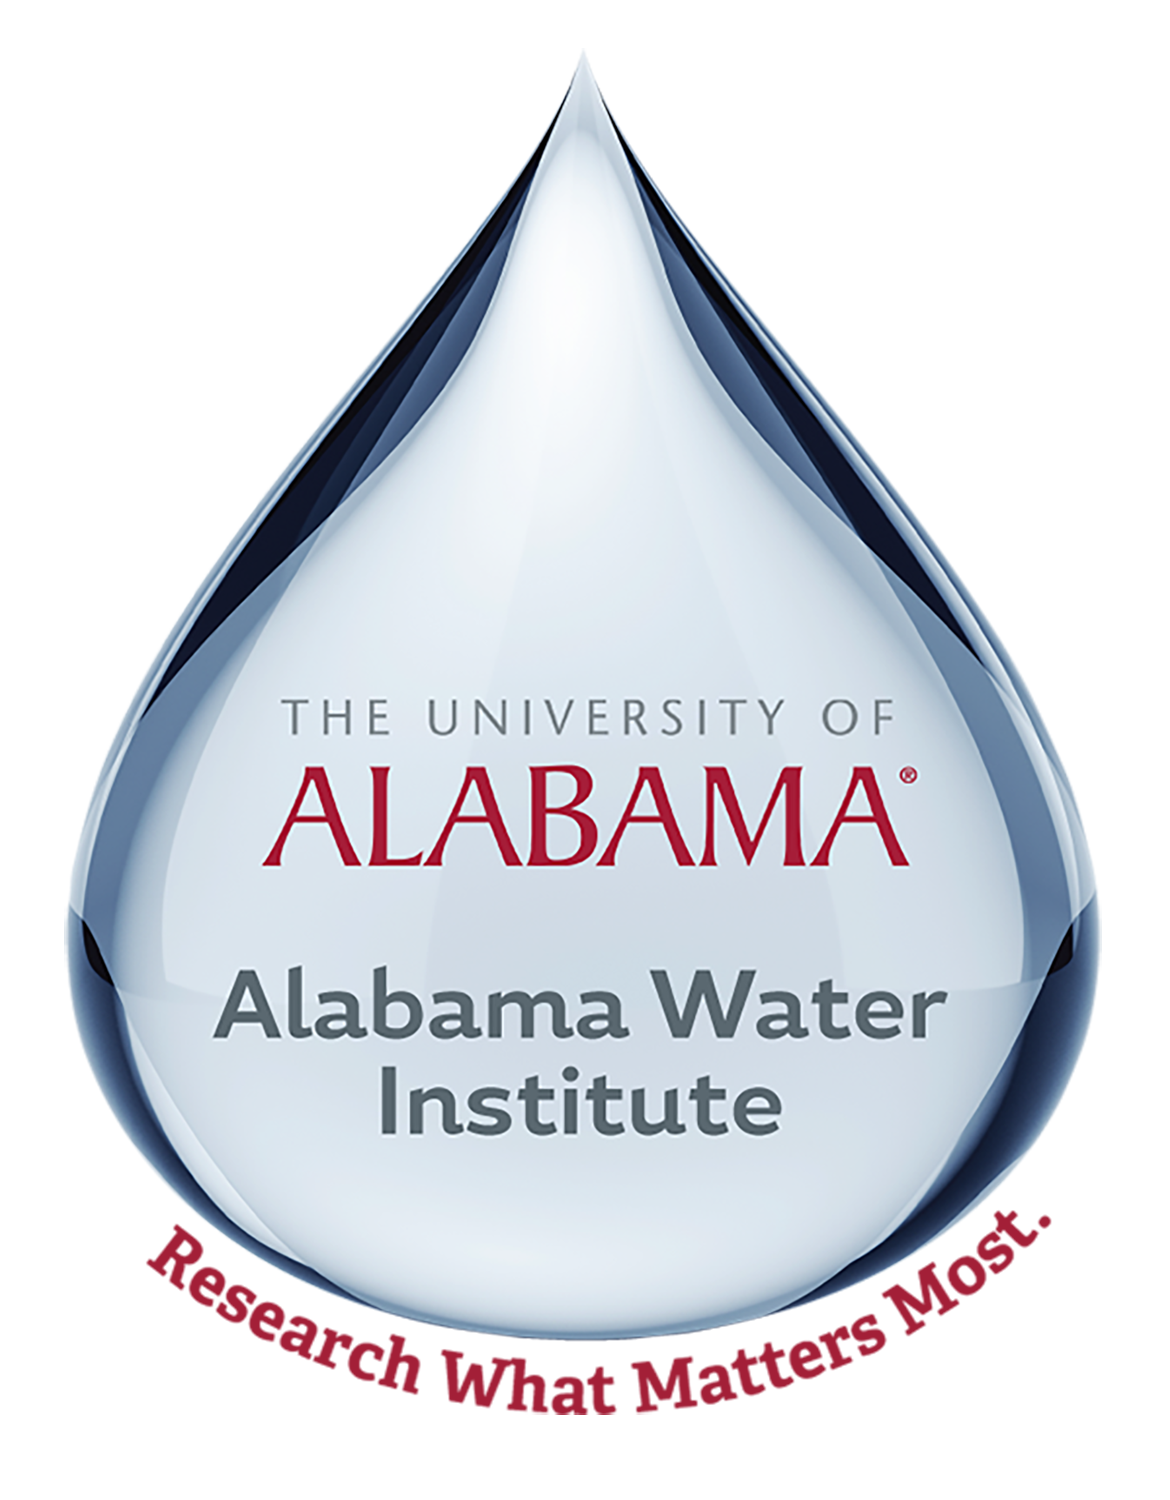 THE UNIVERSITY OF
ALABAMA®
Alabama Water
Institute
Research What Matters Most.